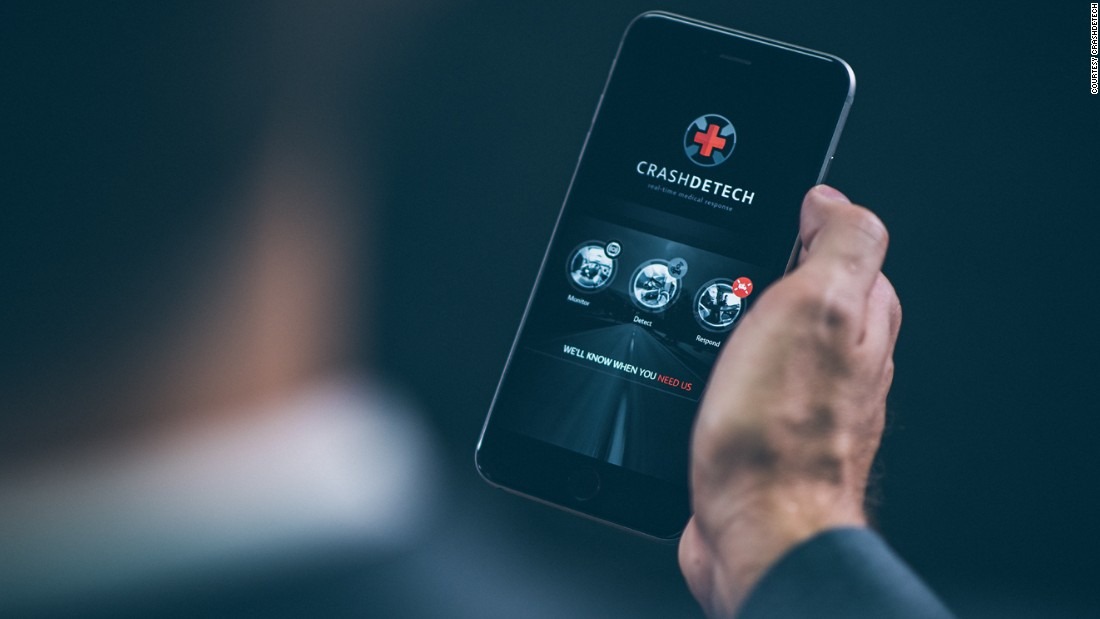 COURTESY CRASHDETECH
CRASHDETECH
real-time medical response
Monitor
Detect
Respond
WE'LL KNOW WHEN YOU NEED US